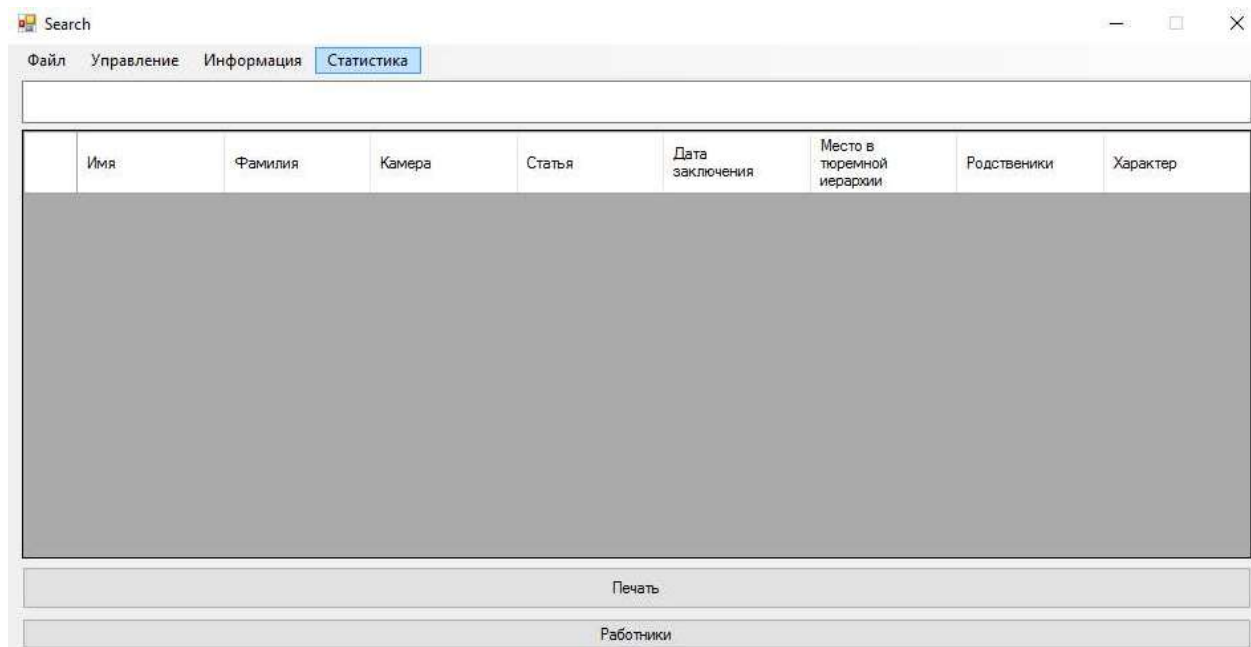 Search
Файл Управление Информация Статистика
Имя Фамилия Камера Статья Дата заключения Место в тюремной иерархии Родственики Характер
Печать
Работники